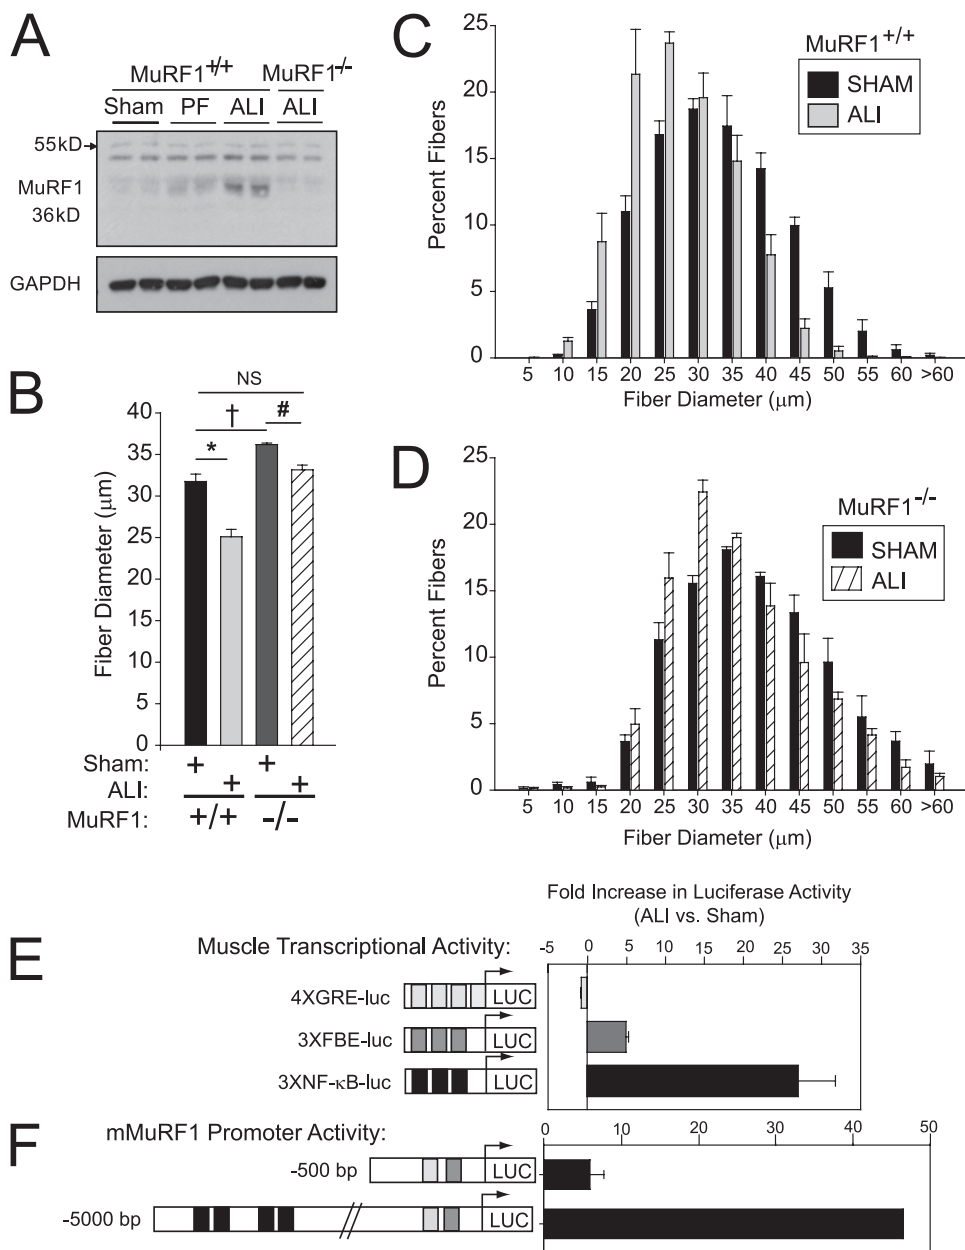 A
MuRF1+/+ MuRF1-/-
Sham PF ALI ALI
55kD
MuRF1
36kD
GAPDH
B
NS
†
#
*
Fiber Diameter (μm)
40
35
30
25
20
15
10
5
0
Sham: + +
ALI: + +
MuRF1: +/+ -/-
C
MuRF1+/+
SHAM
ALI
Percent Fibers
25
20
15
10
5
0
5 10 15 20 25 30 35 40 45 50 55 60 >60
Fiber Diameter (μm)
D
MuRF1-/-
SHAM
ALI
Percent Fibers
25
20
15
10
5
0
5 10 15 20 25 30 35 40 45 50 55 60 >60
Fiber Diameter (μm)
E
Fold Increase in Luciferase Activity
(ALI vs. Sham)
Muscle Transcriptional Activity:
-5 0 5 10 15 20 25 30 35
4XGRE-luc LUC
3XFBE-luc LUC
3XNF-κB-luc LUC
F
mMuRF1 Promoter Activity:
0 10 20 30 40 50
-500 bp LUC
-5000 bp // LUC